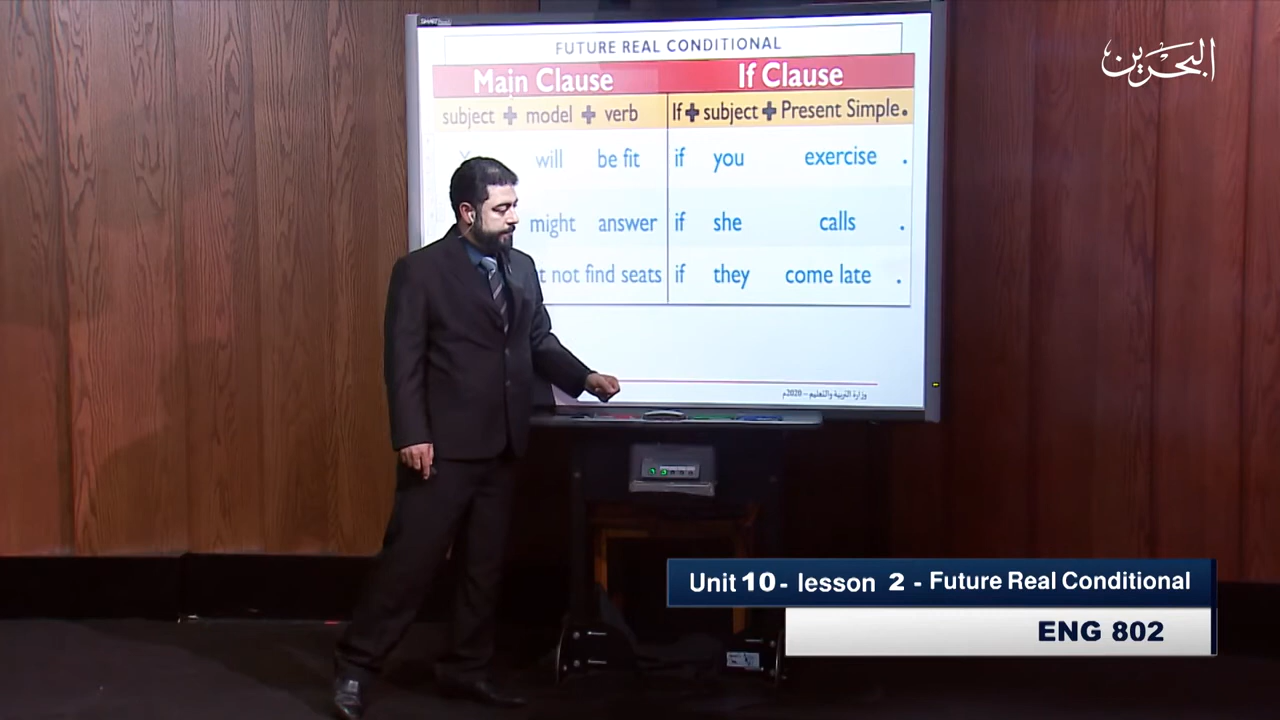 SMART
البحرين
FUTURE REAL CONDITIONAL
Main Clause If Clause
subject + model + verb If + subject + Present Simple.
will be fit if you exercise .
might answer if she calls .
t not find seats if they come late .
وزارة التربية والتعليم – 2020م
Unit 10 - lesson 2 - Future Real Conditional
ENG 802